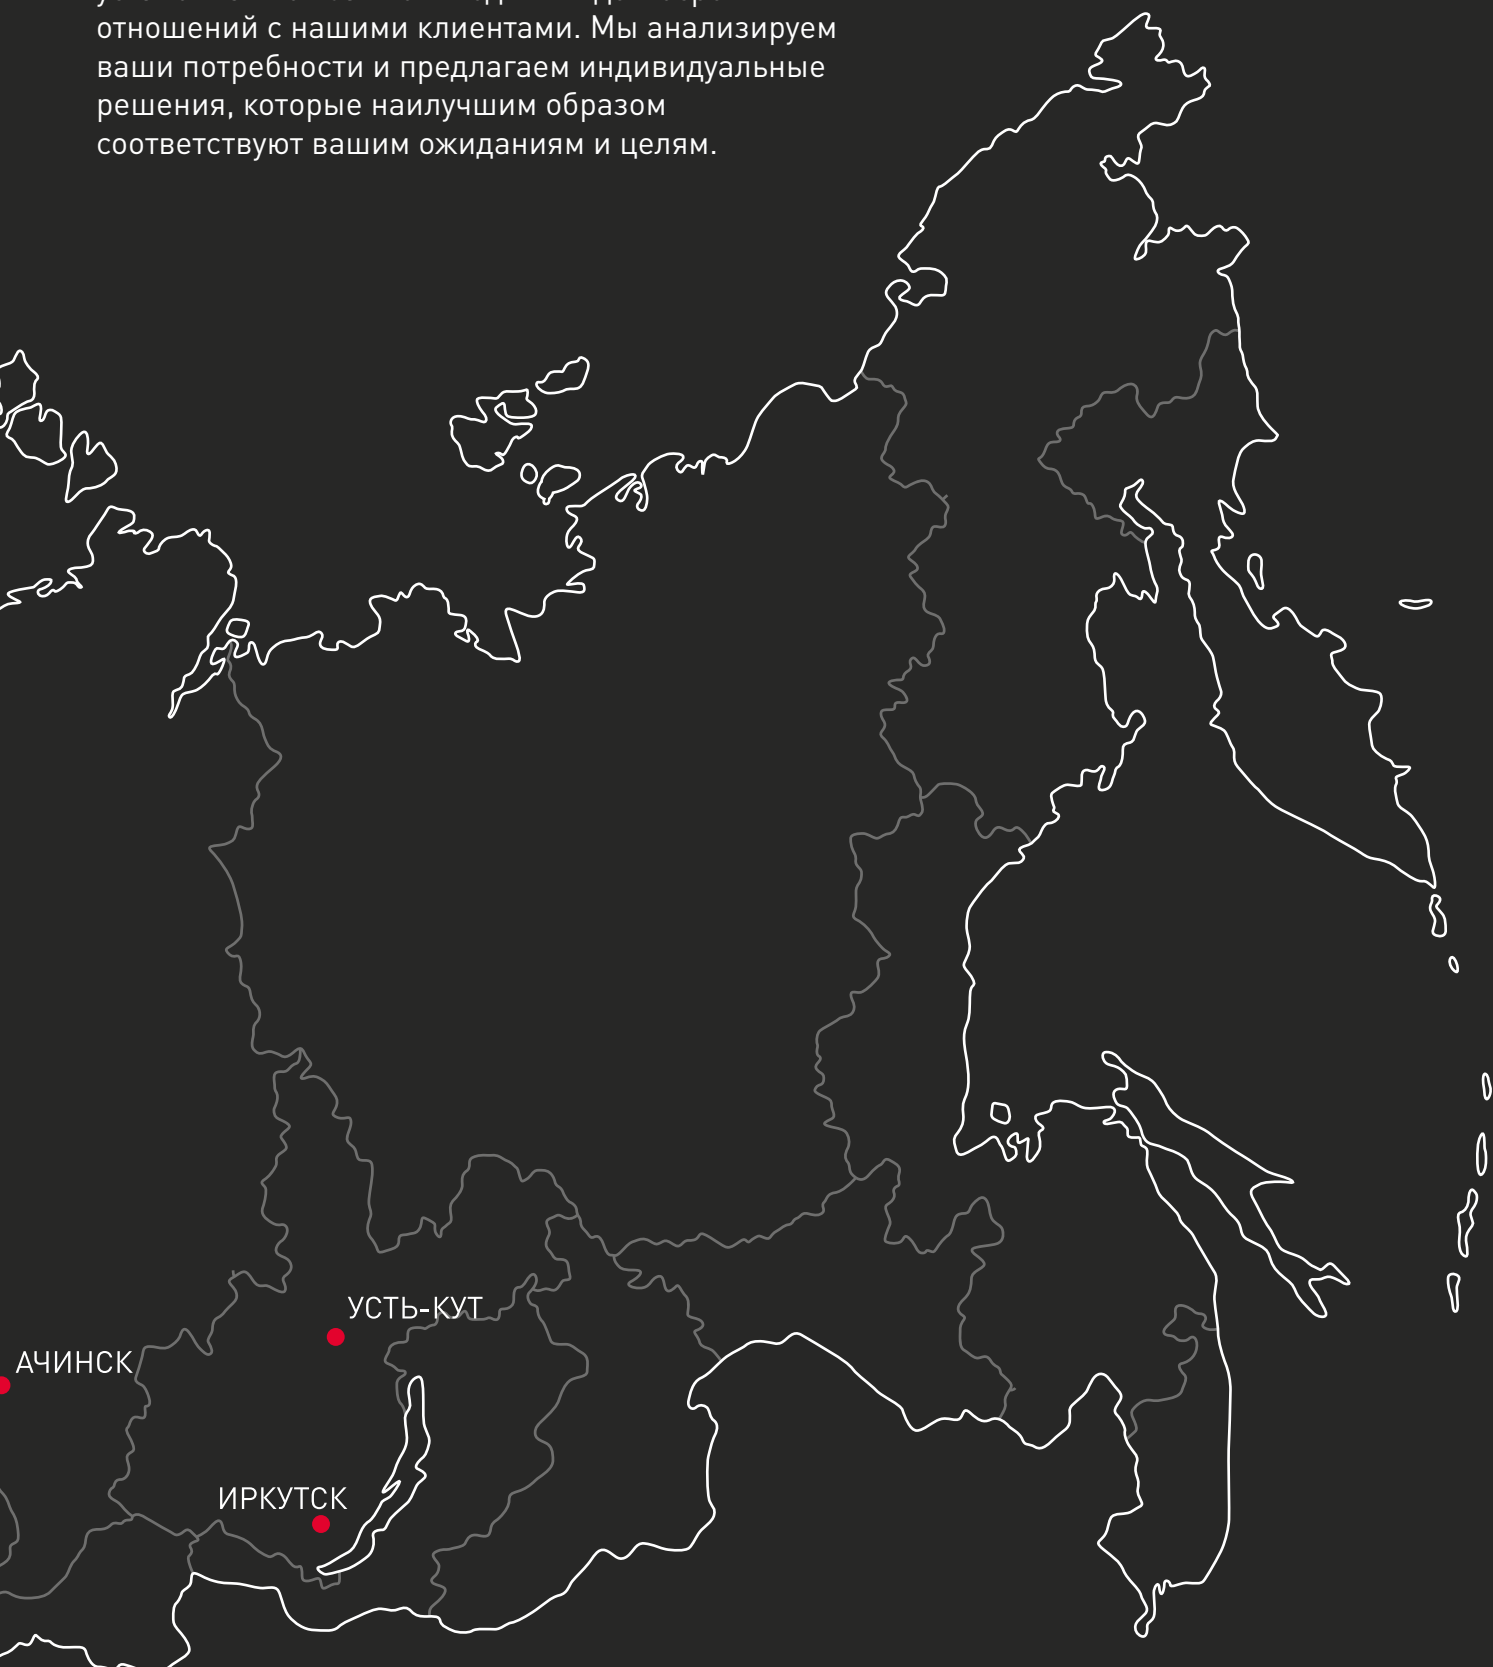 отношений с нашими клиентами. Мы анализируем
ваши потребности и предлагаем индивидуальные
решения, которые наилучшим образом
соответствуют вашим ожиданиям и целям.
УСТЬ-КУТ
АЧИНСК
ИРКУТСК